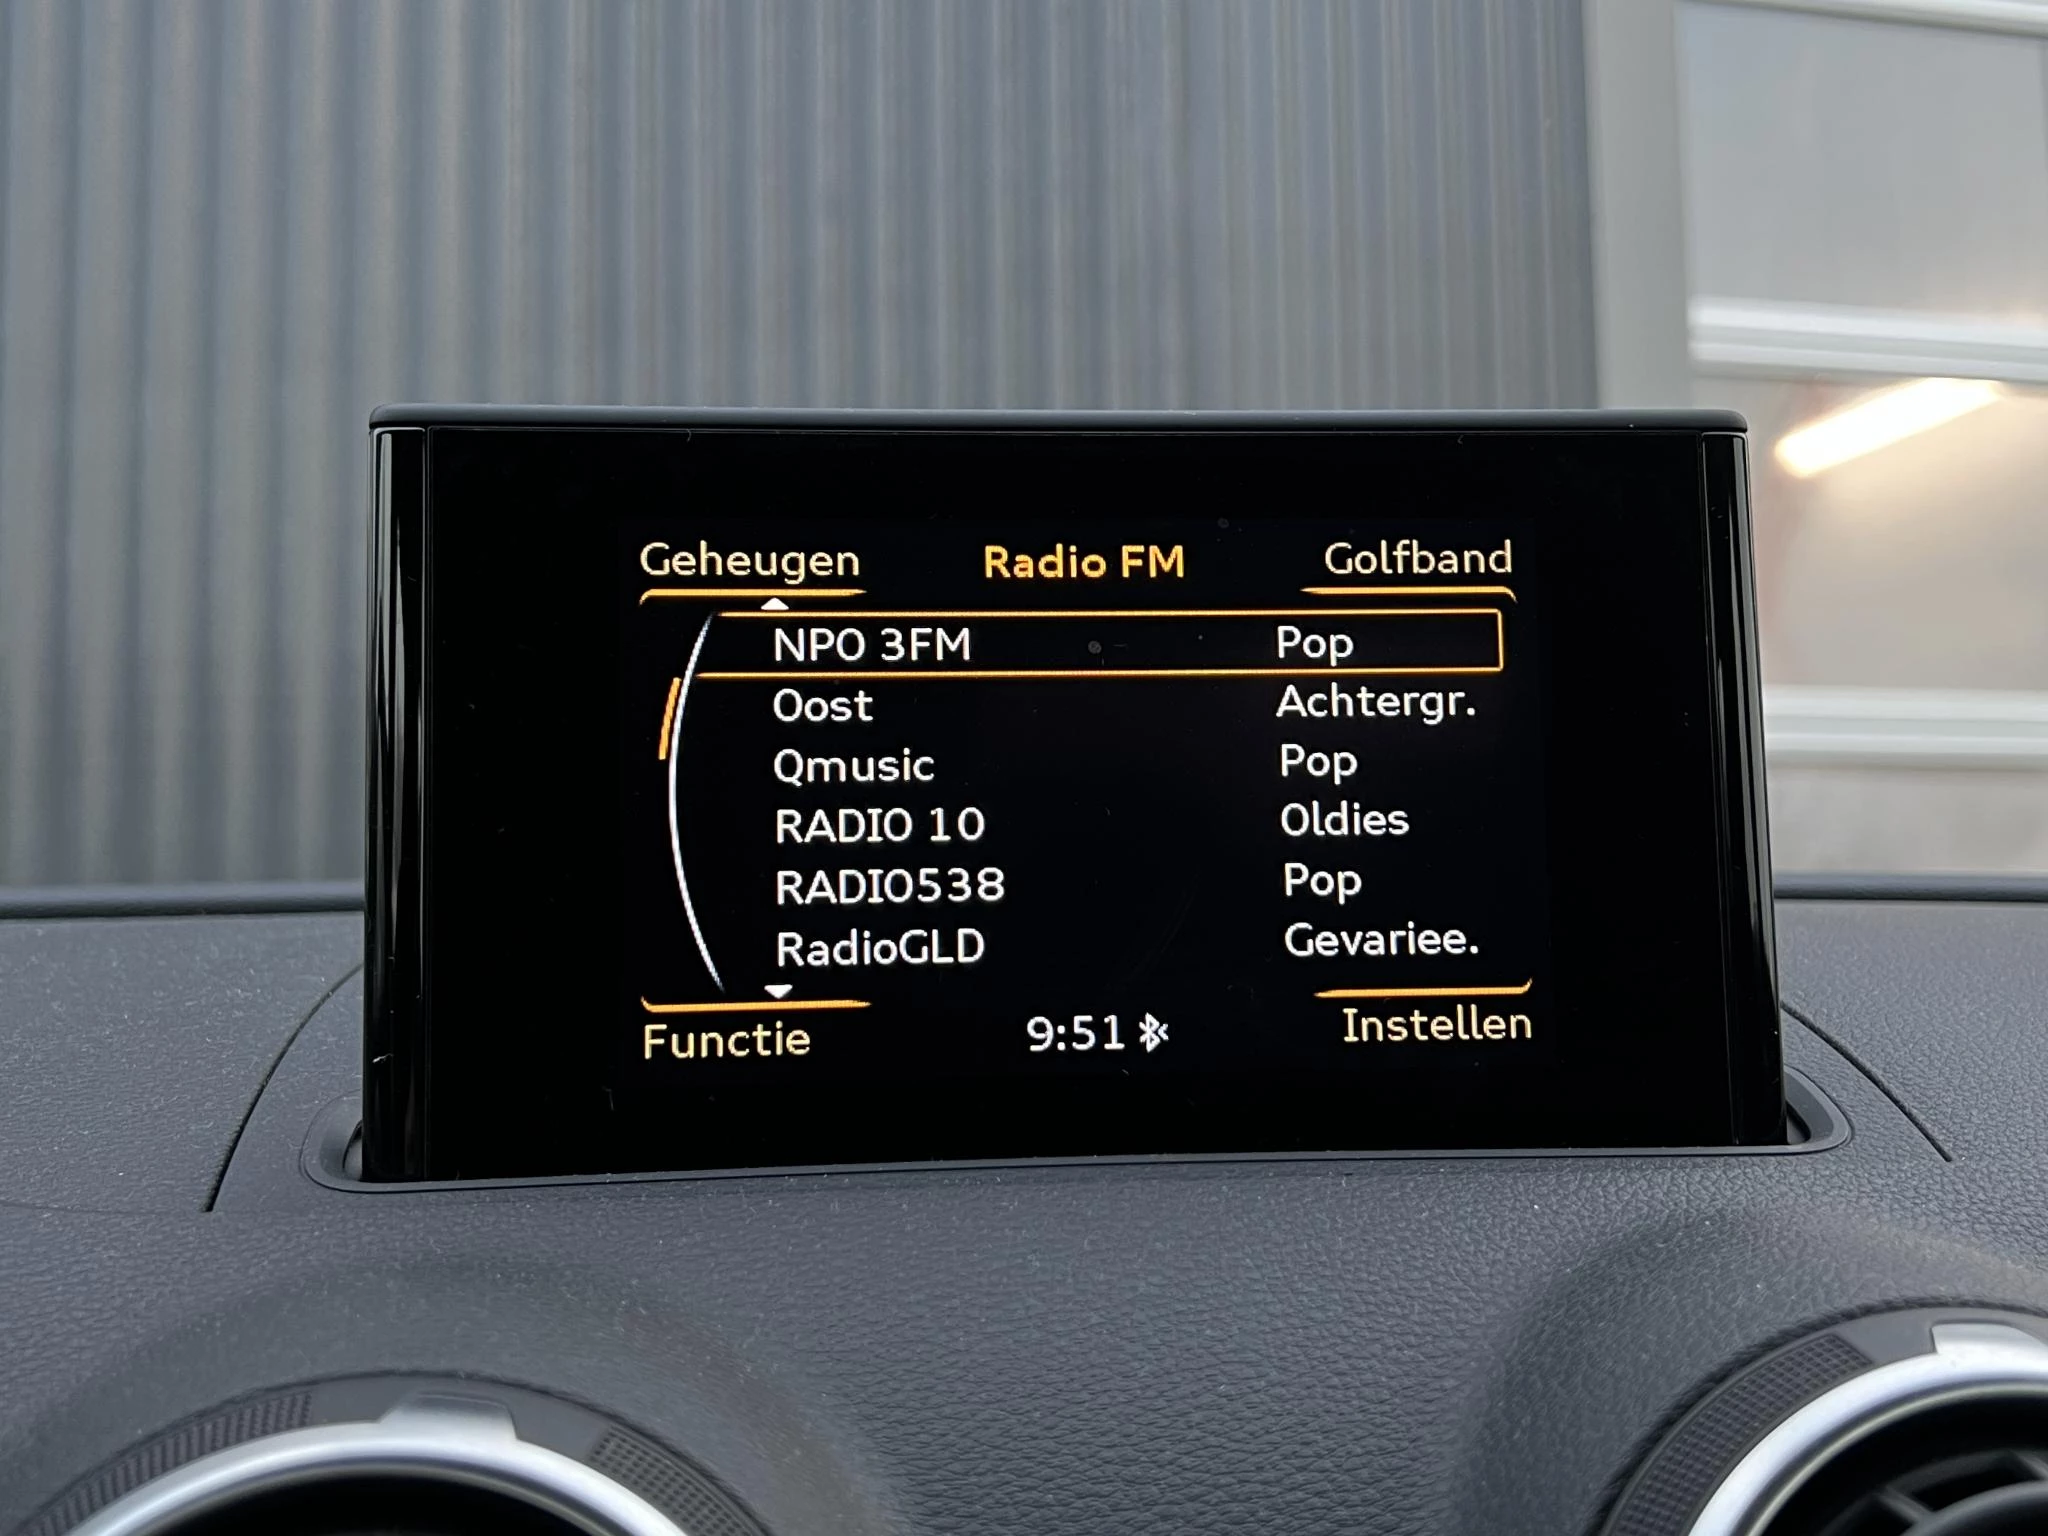 Geheugen Radio FM Golfband
NPO 3FM Pop
Oost Achtergr.
Qmusic Pop
RADIO 10 Oldies
RADIO538 Pop
RadioGLD Gevariee.
Functie 9:51 Instellen